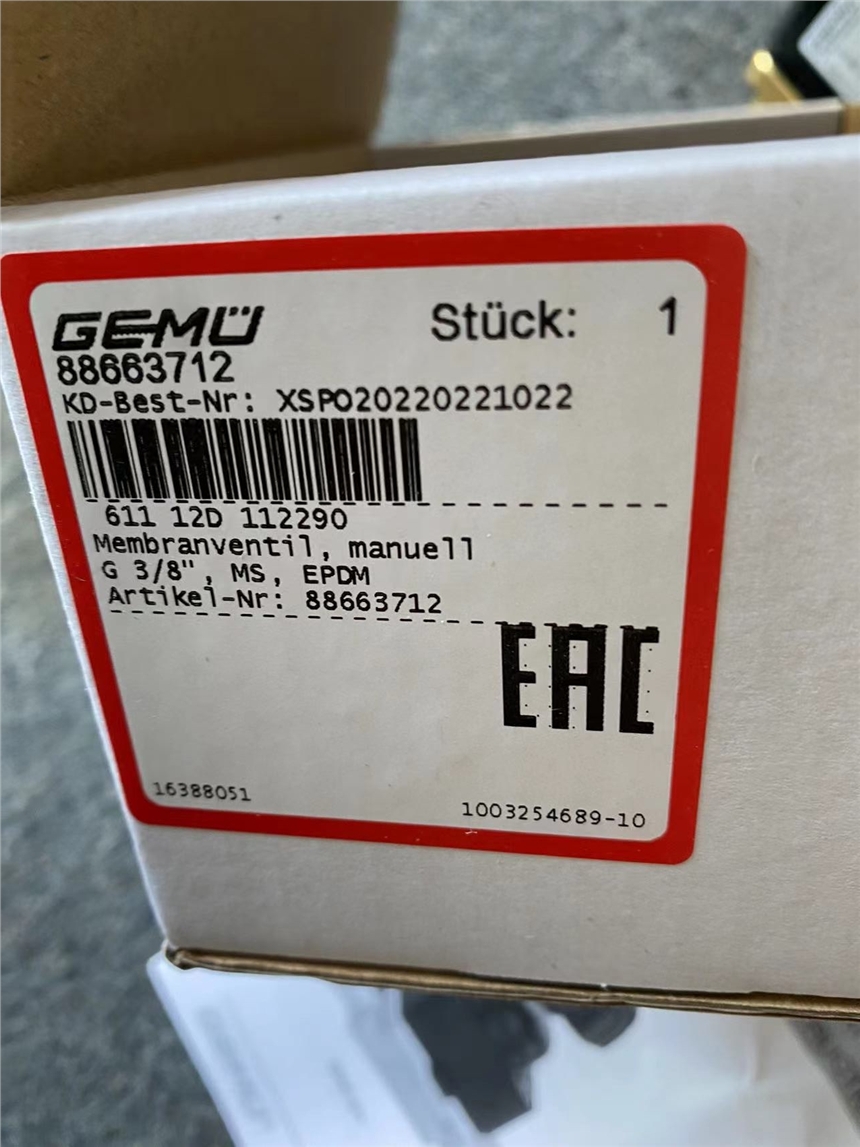 GEMÜ
Stück: 1
88663712
KD-Best-Nr: XSPO20220221022
611 12D 112290
Membranventil, manuell
G 3/8", MS, EPDM
Artikel-Nr: 88663712
EAC
16388051
1003254689-10